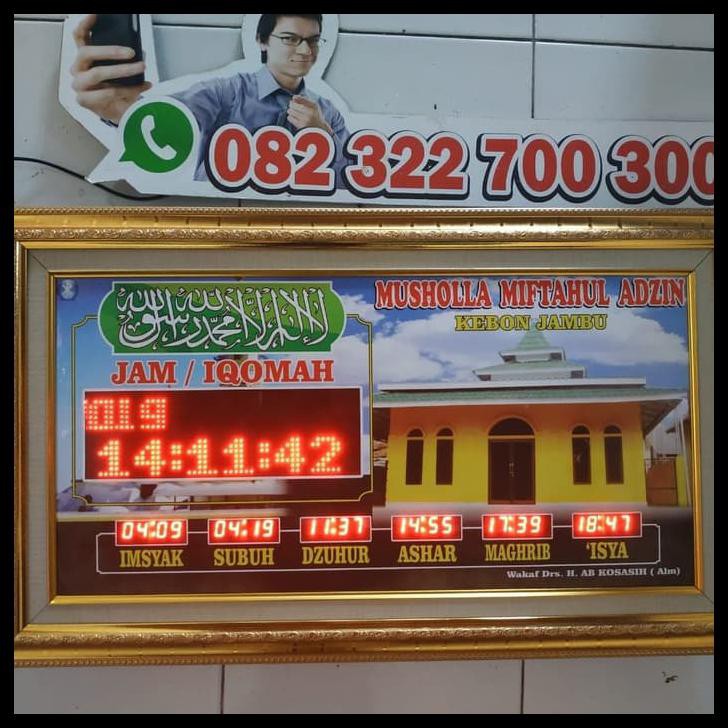 082 322 700 300
لا إله إلا الله محمد رسول الله
MUSHOLLA MIFTAHUL ADZIN
KEBON JAMBU
JAM / IQOMAH
019
14:11:42
04:09 04:19 11:37 14:55 17:39 18:47
IMSYAK SUBUH DZUHUR ASHAR MAGHRIB 'ISYA
Wakaf Drs. H. AB KOSASIH ( Alm)